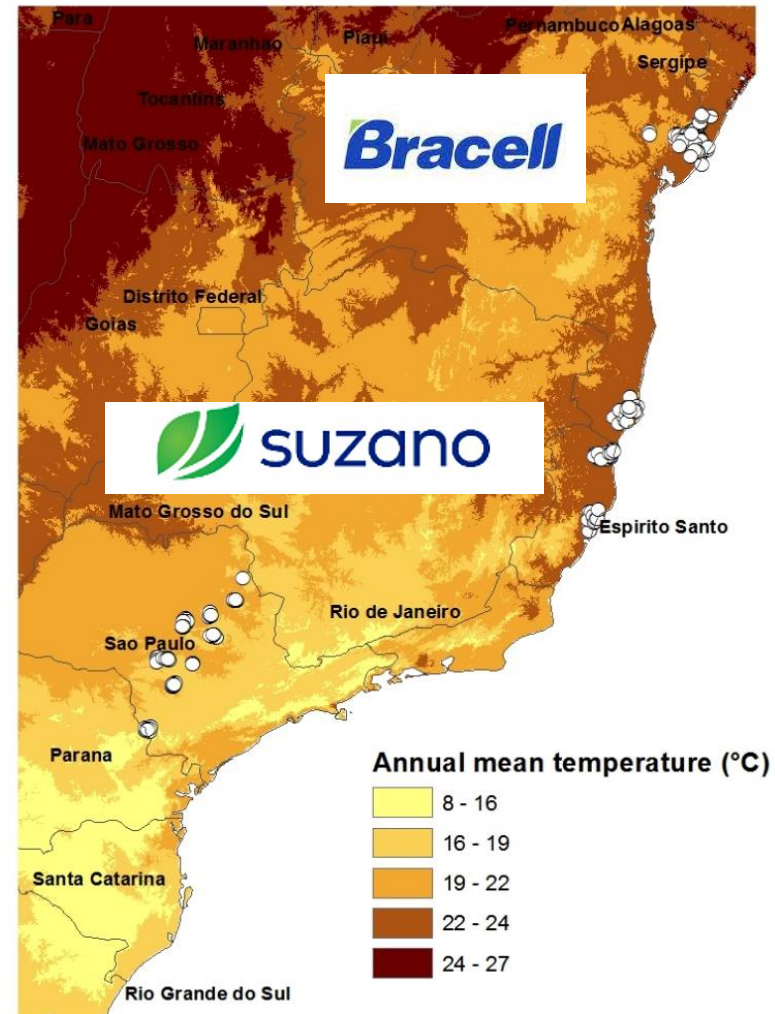 Para
Maranhao
Piaui
Pernambuco
Alagoas
Sergipe
Tocantins
Mato Grosso
Bracell
Distrito Federal
Goias
suzano
Mato Grosso do Sul
Espirito Santo
Rio de Janeiro
Sao Paulo
Parana
Santa Catarina
Rio Grande do Sul
Annual mean temperature (°C)
8 - 16
16 - 19
19 - 22
22 - 24
24 - 27